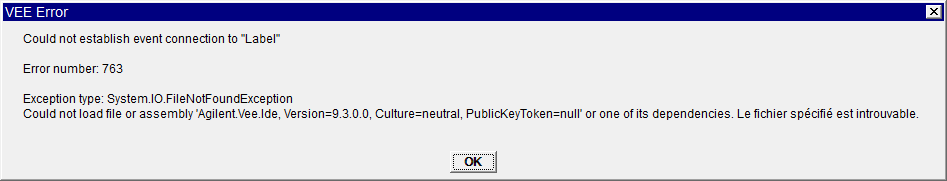 VEE Error
Could not establish event connection to "Label"
Error number: 763
Exception type: System.IO.FileNotFoundException
Could not load file or assembly 'Agilent.Vee.Ide, Version=9.3.0.0, Culture=neutral, PublicKeyToken=null' or one of its dependencies. Le fichier spécifié est introuvable.
OK